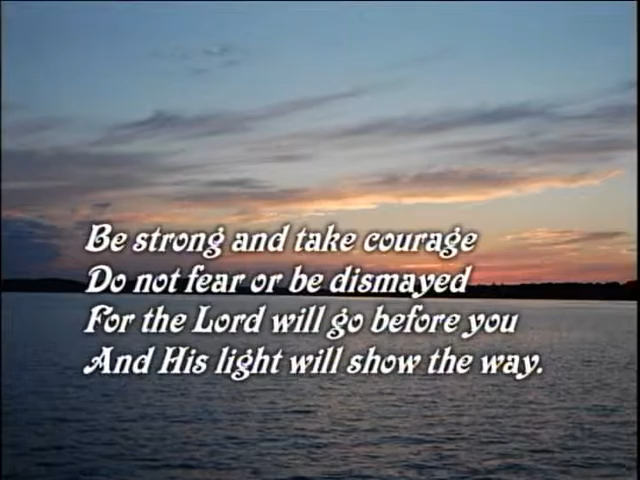 Be strong and take courage
Do not fear or be dismayed
For the Lord will go before you
And His light will show the way.